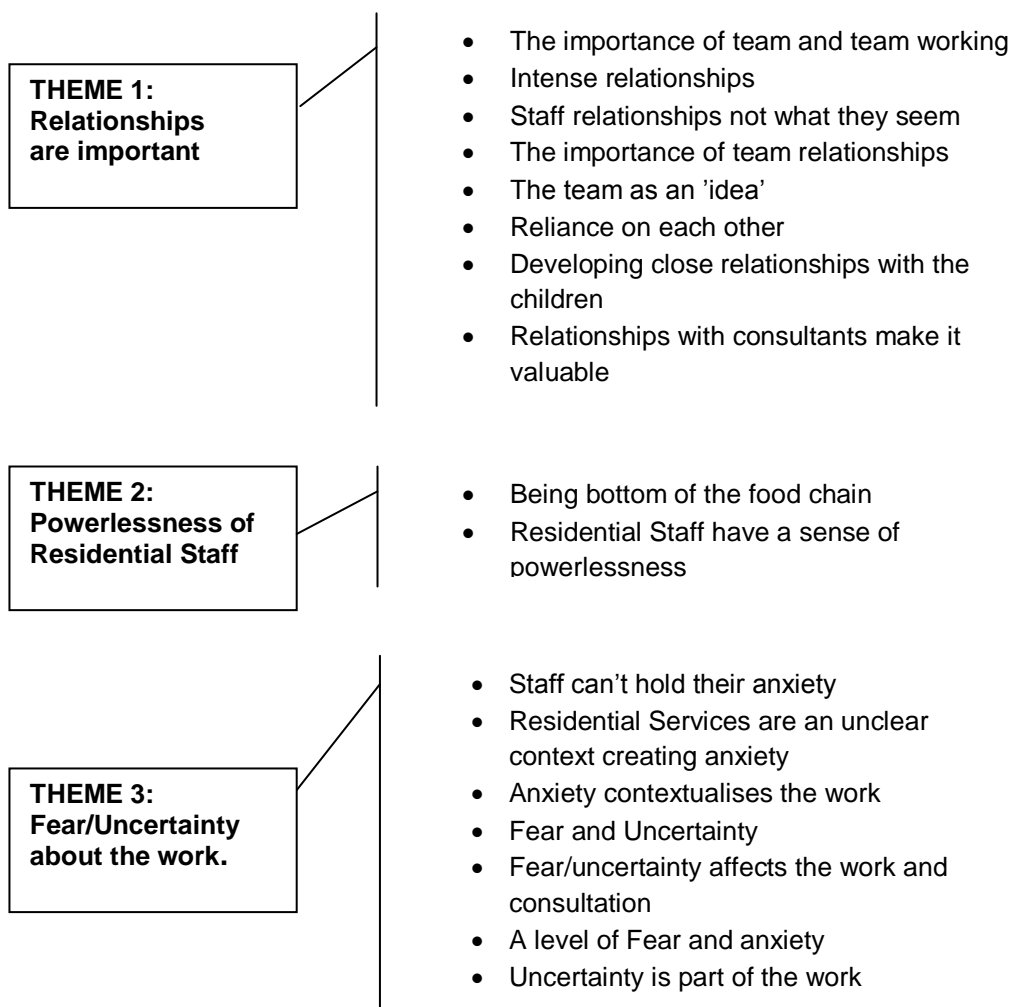 THEME 1:
Relationships
are important
• The importance of team and team working
• Intense relationships
• Staff relationships not what they seem
• The importance of team relationships
• The team as an ’idea’
• Reliance on each other
• Developing close relationships with the
children
• Relationships with consultants make it
valuable
THEME 2:
Powerlessness of
Residential Staff
• Being bottom of the food chain
• Residential Staff have a sense of
powerlessness
THEME 3:
Fear/Uncertainty
about the work.
• Staff can’t hold their anxiety
• Residential Services are an unclear
context creating anxiety
• Anxiety contextualises the work
• Fear and Uncertainty
• Fear/uncertainty affects the work and
consultation
• A level of Fear and anxiety
• Uncertainty is part of the work